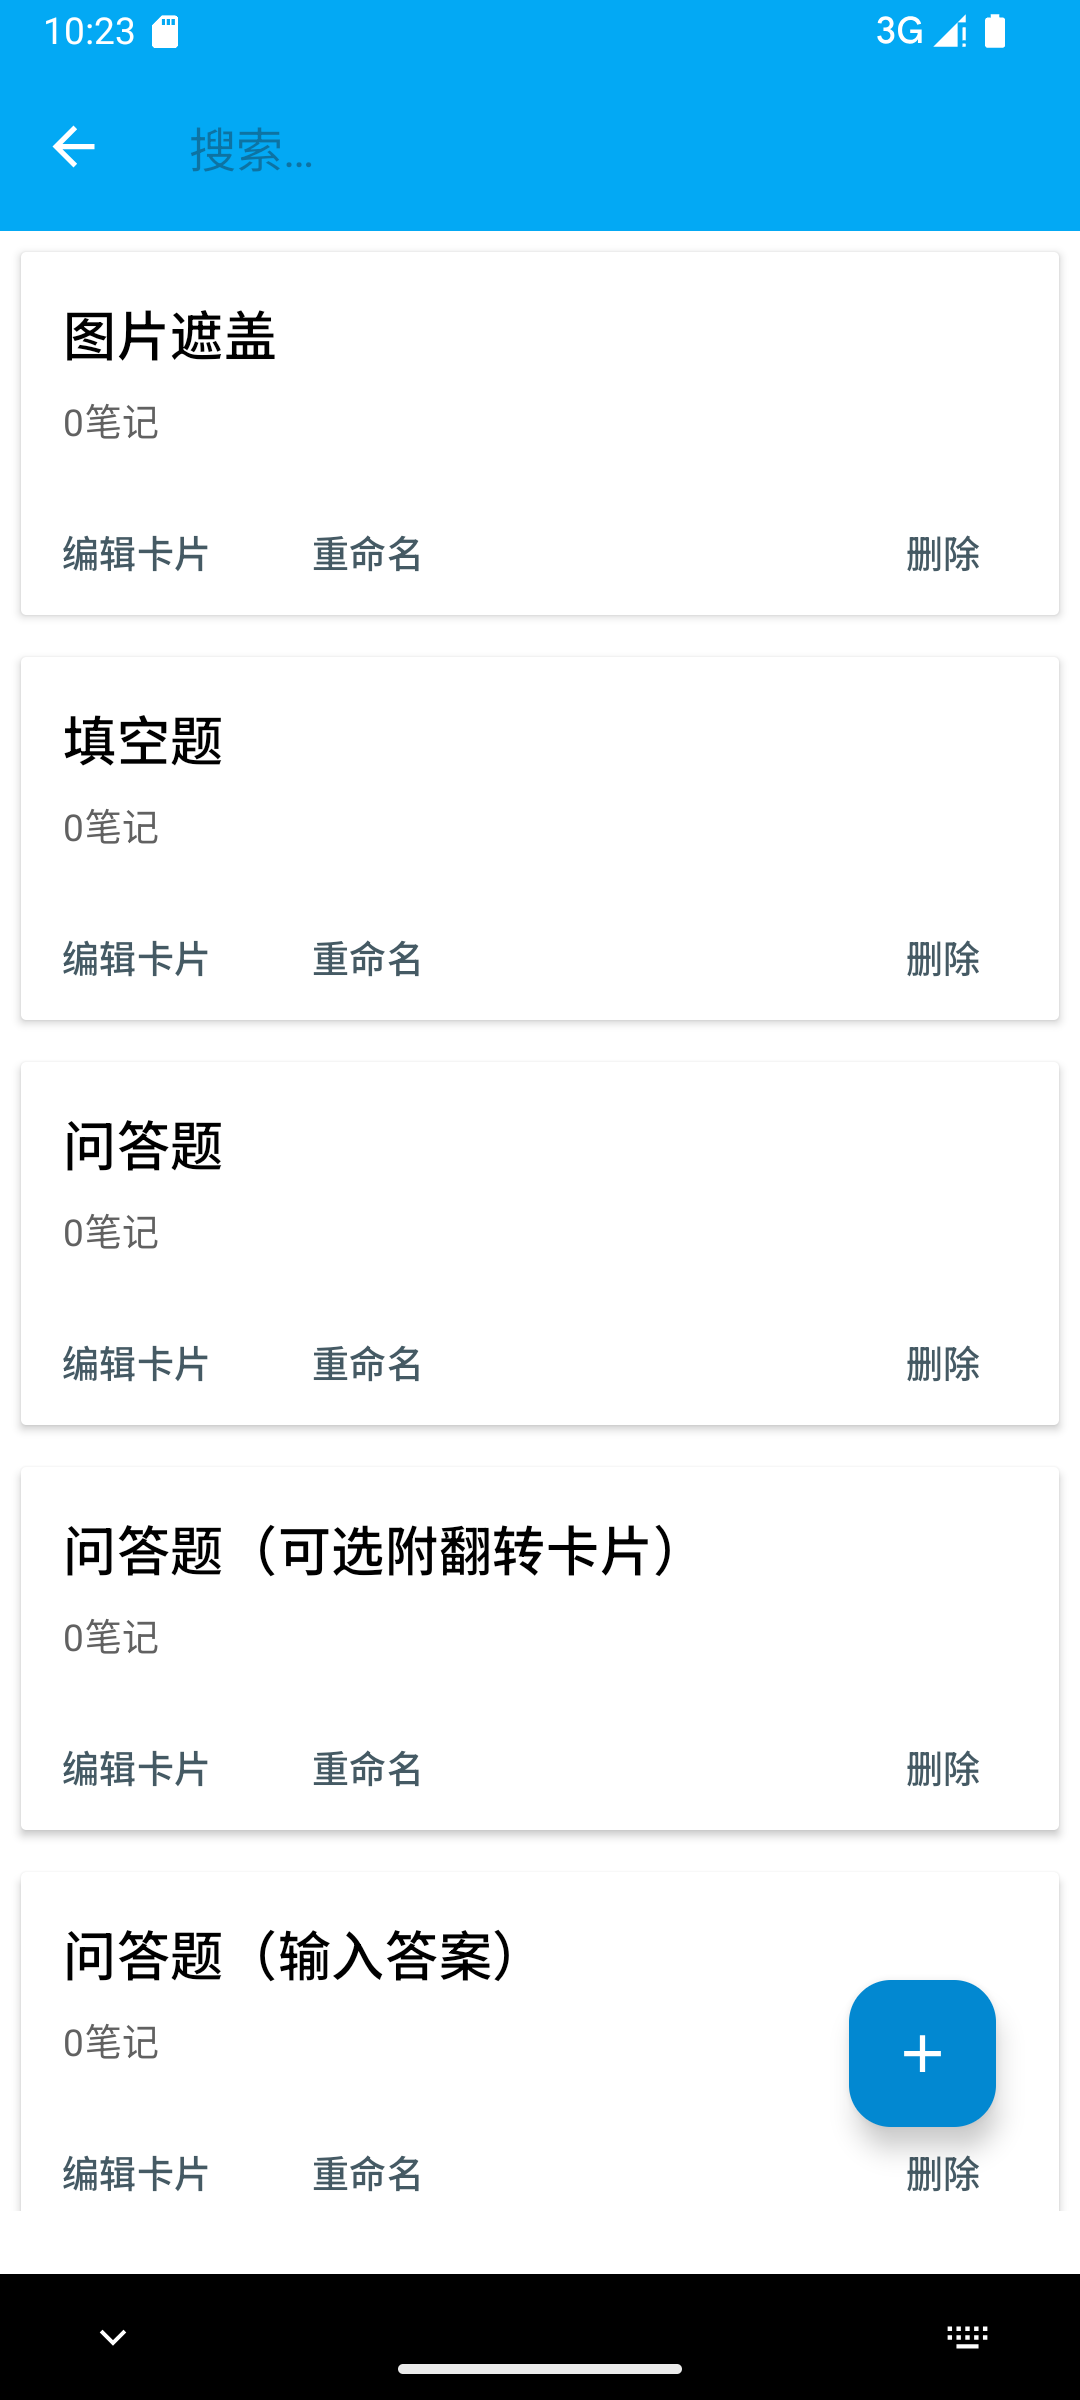 10:23
3G
搜索...
图片遮盖
0笔记
编辑卡片 重命名 删除
填空题
0笔记
编辑卡片 重命名 删除
问答题
0笔记
编辑卡片 重命名 删除
问答题（可选附翻转卡片）
0笔记
编辑卡片 重命名 删除
问答题（输入答案）
0笔记
编辑卡片 重命名 删除